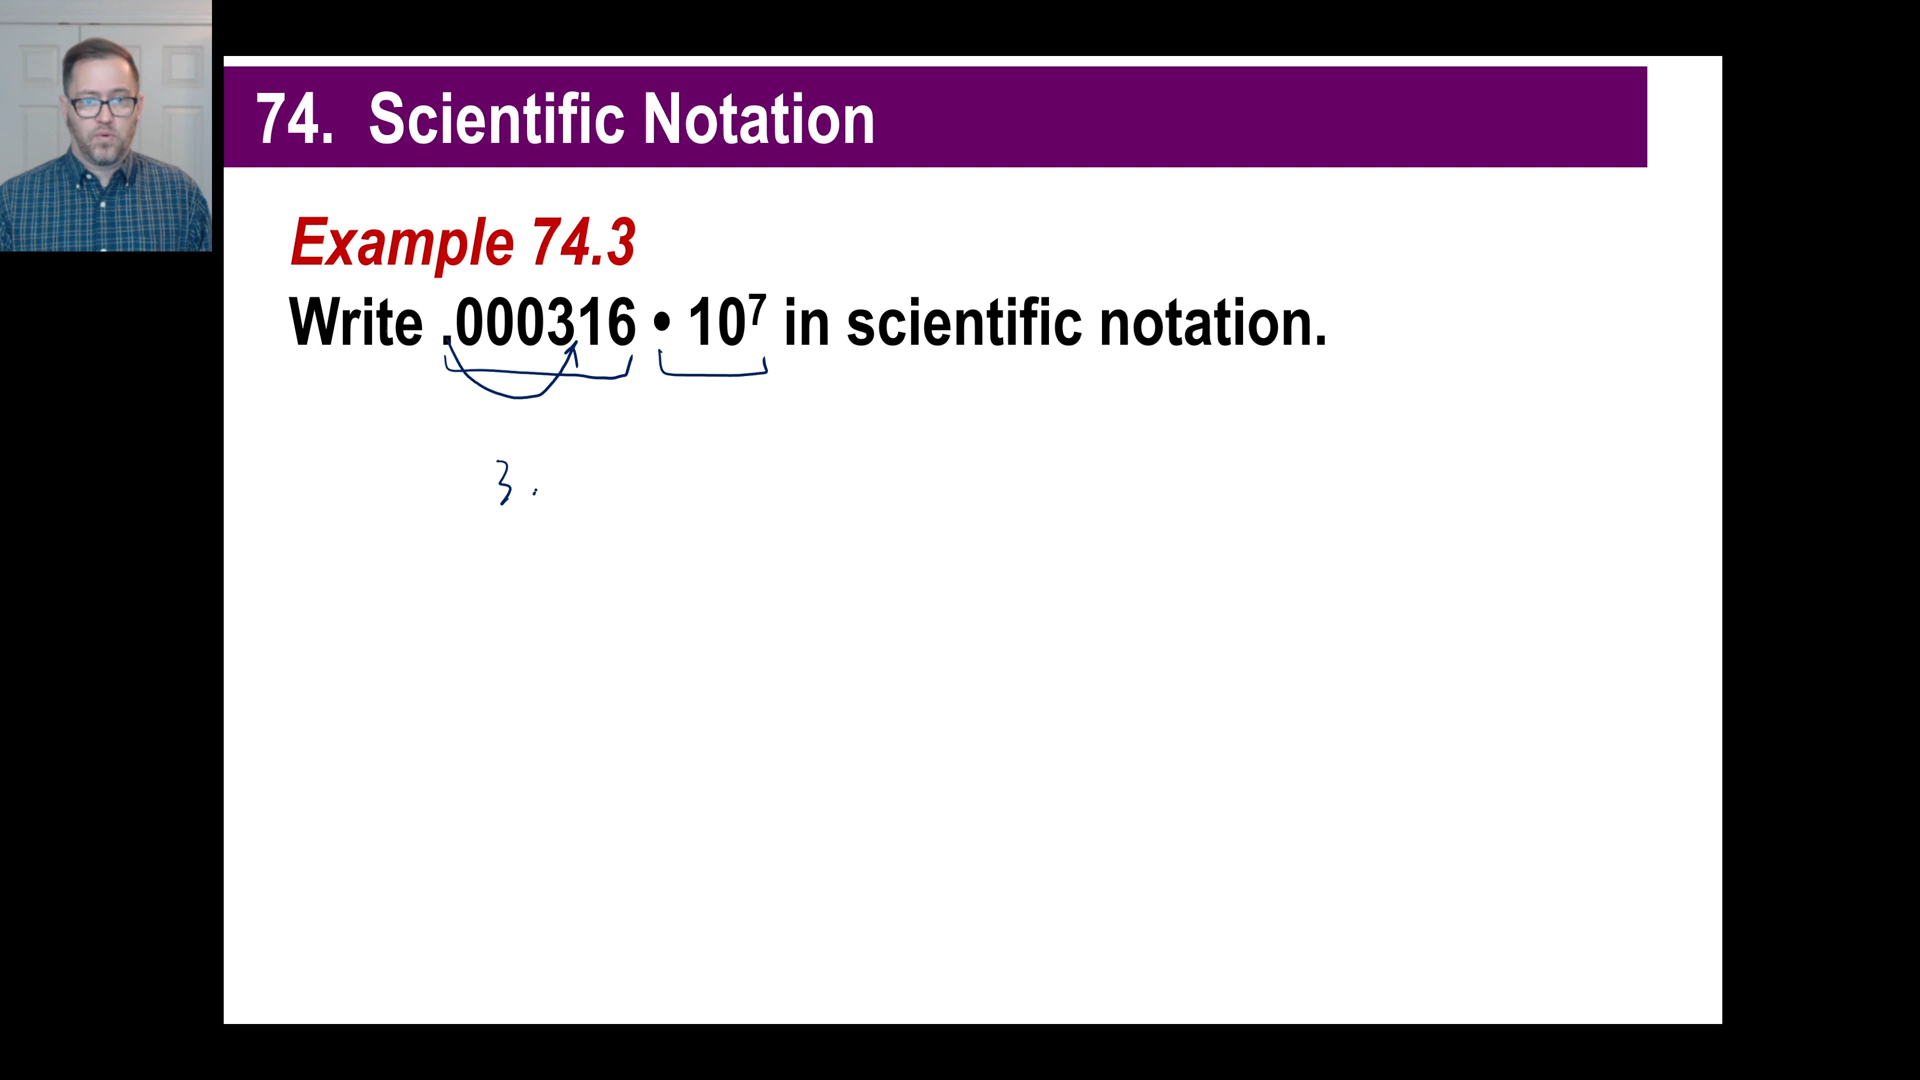 74. Scientific Notation
Example 74.3
Write .000316 • 10⁷ in scientific notation.
3.